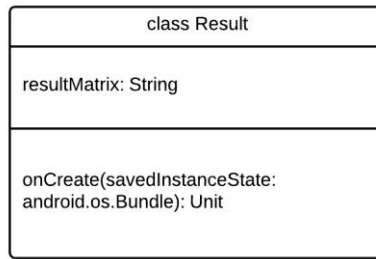 class Result
resultMatrix: String
onCreate(savedInstanceState:
android.os.Bundle): Unit